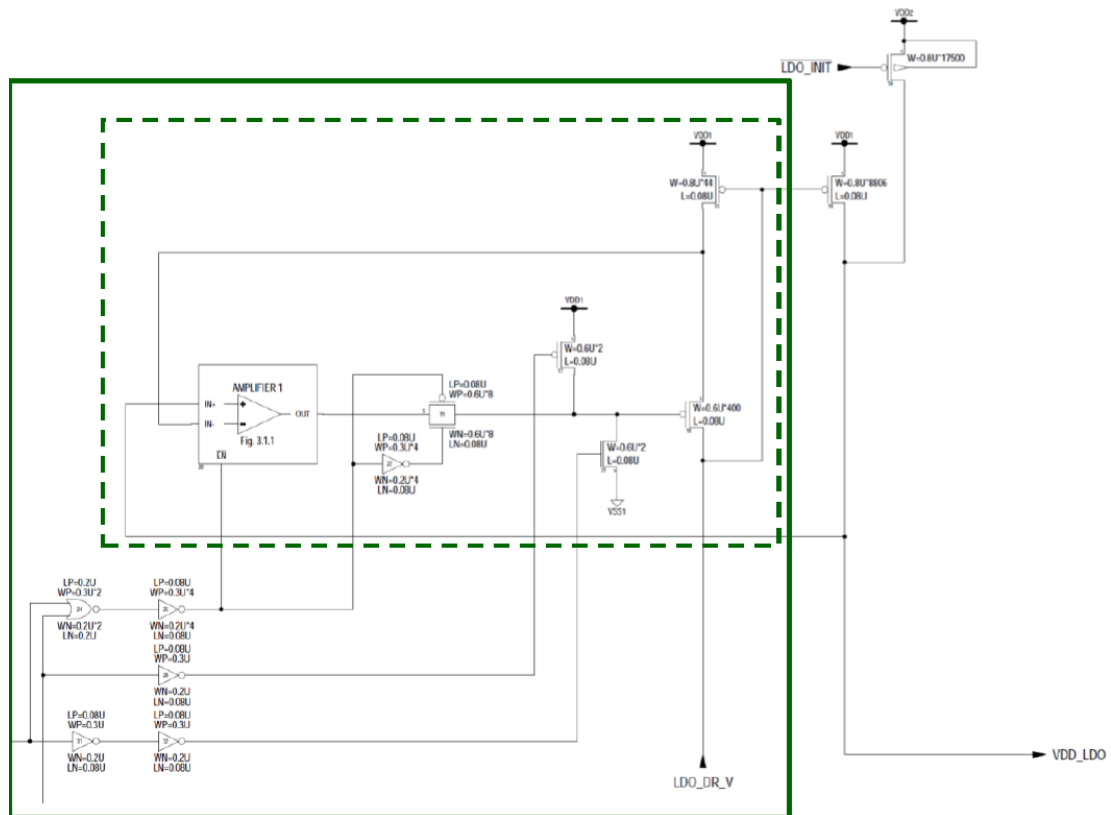 VDD2
W=0.8U*17500
LDO_INIT
VDD1
VDD1
W=0.8U*44
L=0.08U
W=0.8U*8806
L=0.08U
VDD1
W=0.6U*2
L=0.08U
AMPLIFIER 1
IN+
IN-
OUT
Fig. 3.1.1
EN
LP=0.08U
WP=0.6U*8
WN=0.6U*8
LN=0.08U
LP=0.08U
WP=0.3U*4
WN=0.2U*4
LN=0.08U
W=0.6U*400
L=0.08U
W=0.6U*2
L=0.08U
VSS1
LP=0.2U
WP=0.3U*2
WN=0.2U*2
LN=0.2U
LP=0.08U
WP=0.3U*4
WN=0.2U*4
LN=0.08U
LP=0.08U
WP=0.3U
WN=0.2U
LN=0.08U
LP=0.08U
WP=0.3U
WN=0.2U
LN=0.08U
LP=0.08U
WP=0.3U
WN=0.2U
LN=0.08U
LDO_DR_V
VDD_LDO